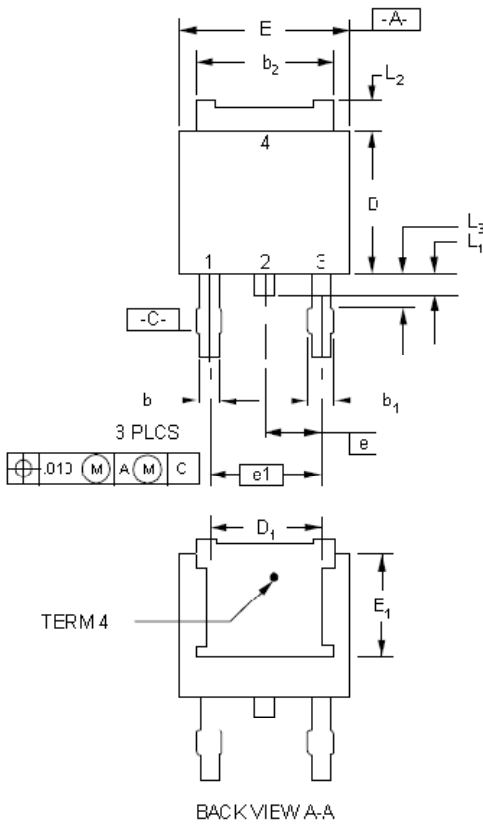 -A-
E
b2
L2
4
D
L3
L1
1 2 3
-C-
b
b1
3 PLCS
e
.010 M A M C
e1
D1
E1
TERM 4
BACK VIEW A-A